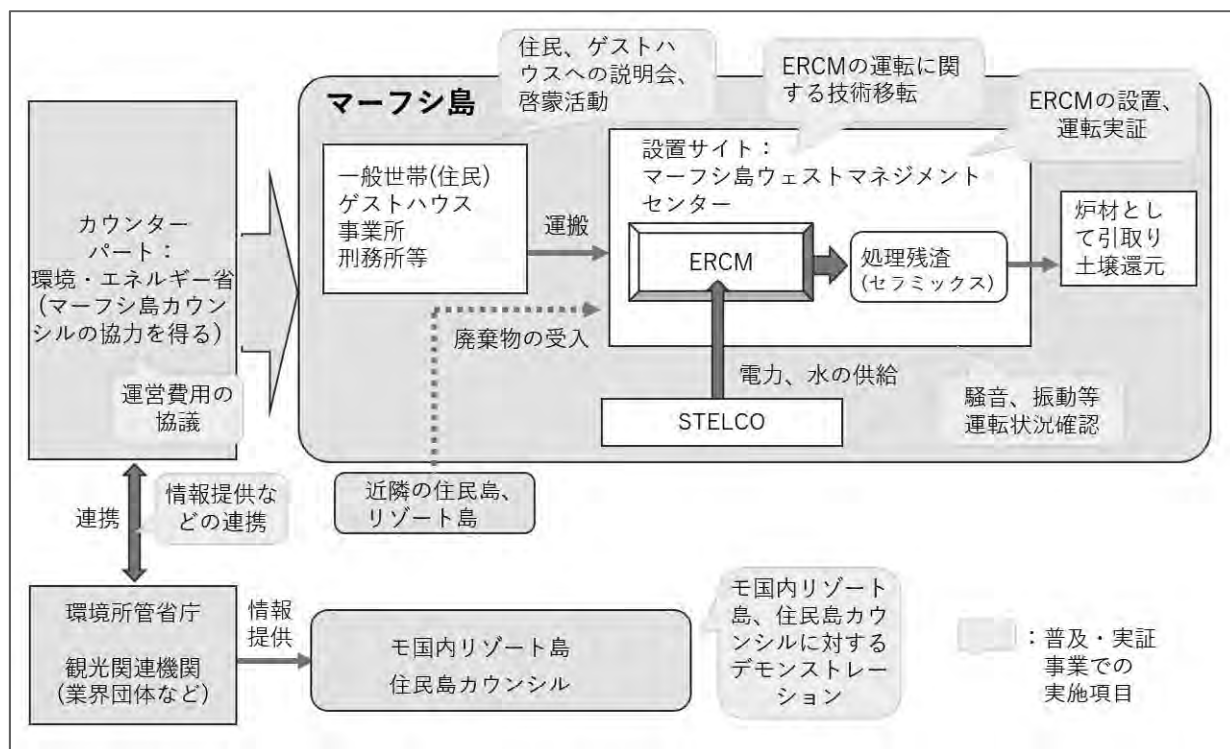 住民、ゲストハ
ウスへの説明会、
啓蒙活動
ERCMの運転に関
する技術移転
ERCMの設置、
運転実証
マーフシ島
カウンター
パート：
環境・エネルギー省
(マーフシ島カウン
シルの協力を得る)
運営費用の
協議
一般世帯(住民)
ゲストハウス
事業所
刑務所等
運搬
設置サイト：
マーフシ島ウェストマネジメント
センター
ERCM
処理残渣
(セラミックス)
炉材とし
て引取り
土壌還元
廃棄物の受入
電力、水の供給
STELCO
騒音、振動等
運転状況確認
近隣の住民島、
リゾート島
連携
情報提供な
どの連携
環境所管省庁
観光関連機関
(業界団体など)
情報
提供
モ国内リゾート島
住民島カウンシル
モ国内リゾート
島、住民島カウ
ンシルに対する
デモンストレー
ション
：普及・実証
事業での
実施項目